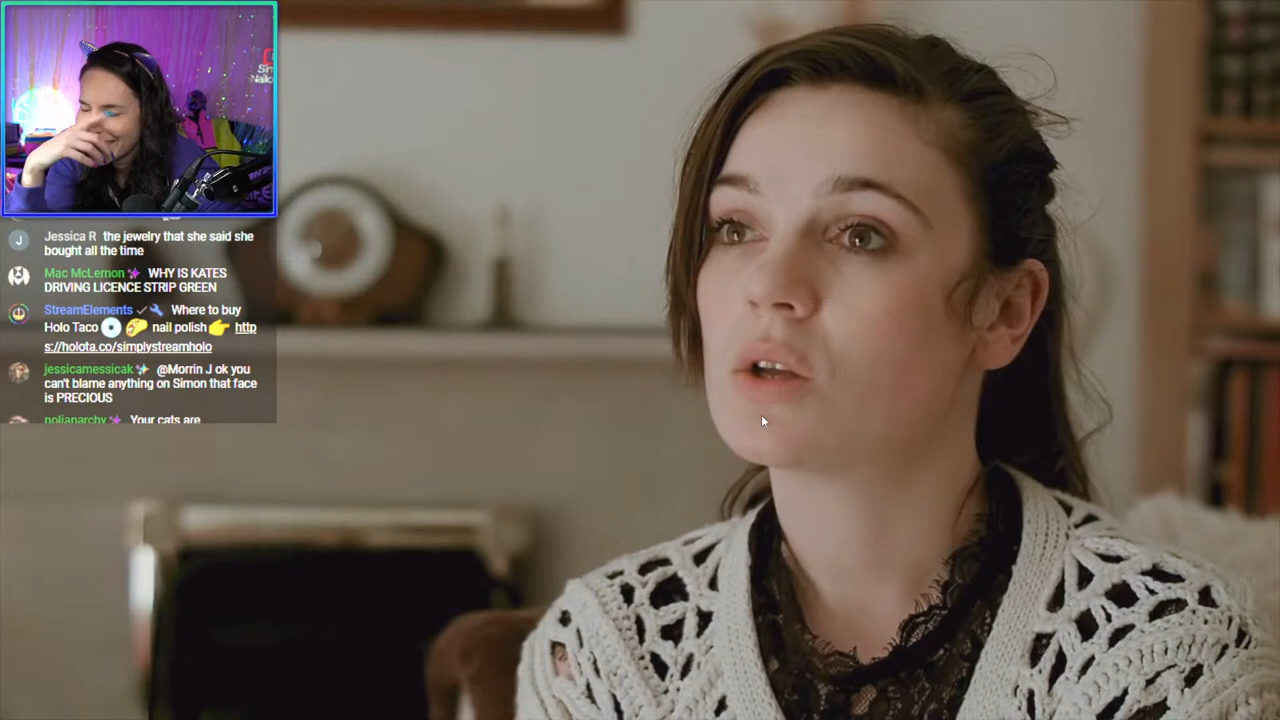 Jessica R the jewelry that she said she
bought all the time
Mac McLernon WHY IS KATES
DRIVING LICENCE STRIP GREEN
StreamElements Where to buy
Holo Taco nail polish http
s://holota.co/simplystreamholo
jessicamessicak @Morrin J ok you
can't blame anything on Simon that face
is PRECIOUS
polianarchy Your cats are